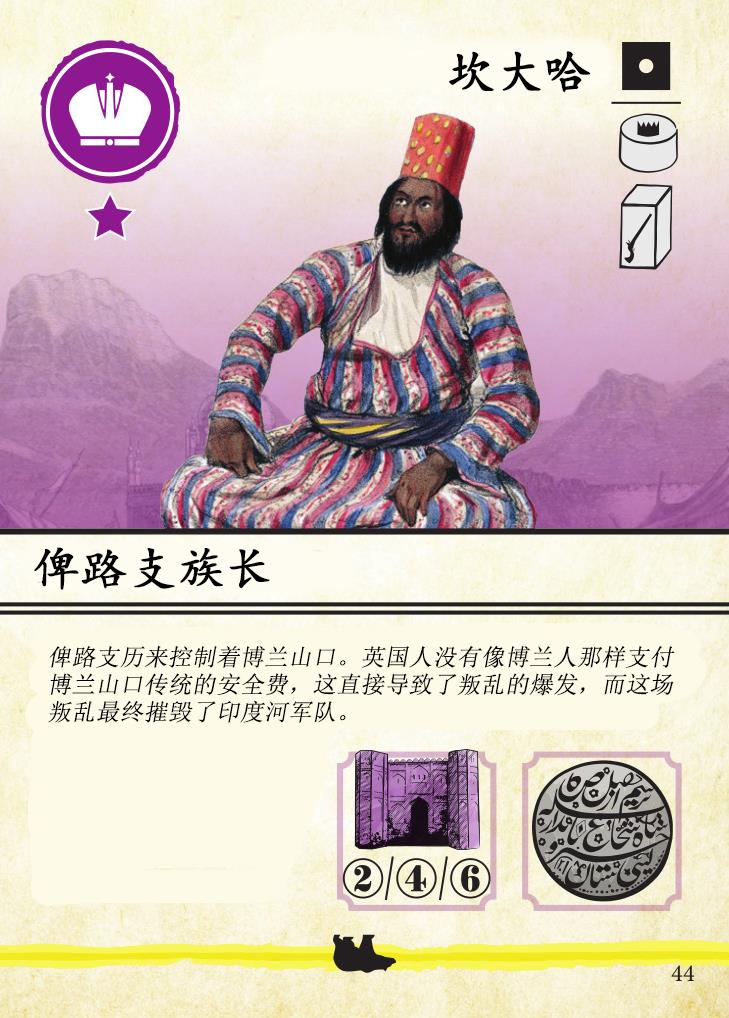 坎大哈
俾路支族长
俾路支历来控制着博兰山口。英国人没有像博兰人那样支付
博兰山口传统的安全费，这直接导致了叛乱的爆发，而这场
叛乱最终摧毁了印度河军队。
②/④/⑥
44